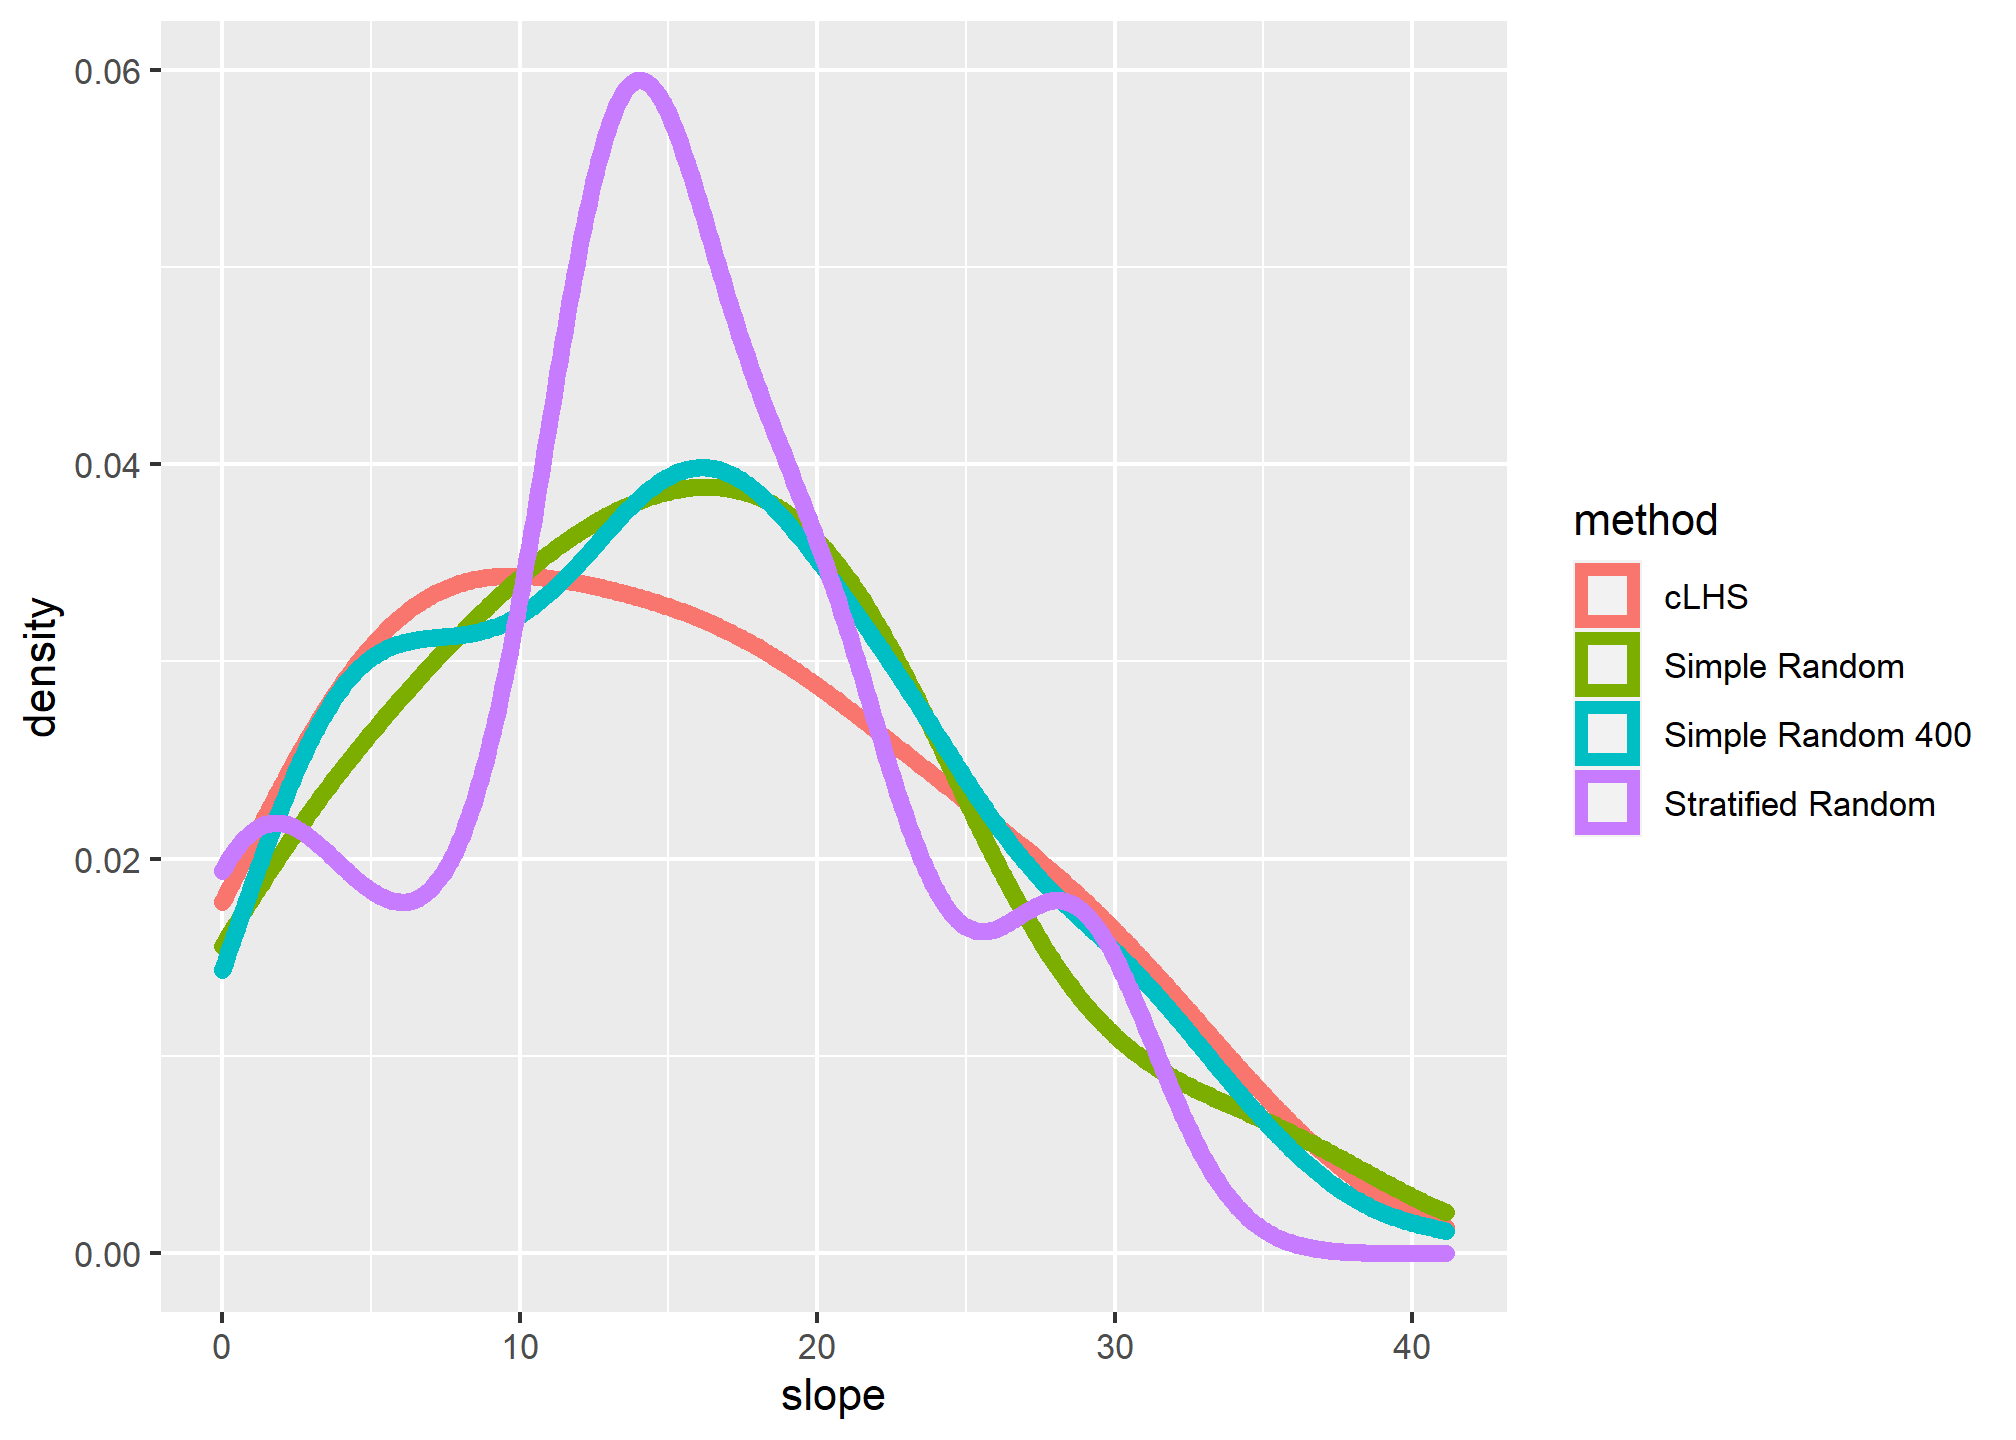 0.06
0.04
0.02
0.00
density
0 10 20 30 40
slope
method
cLHS
Simple Random
Simple Random 400
Stratified Random